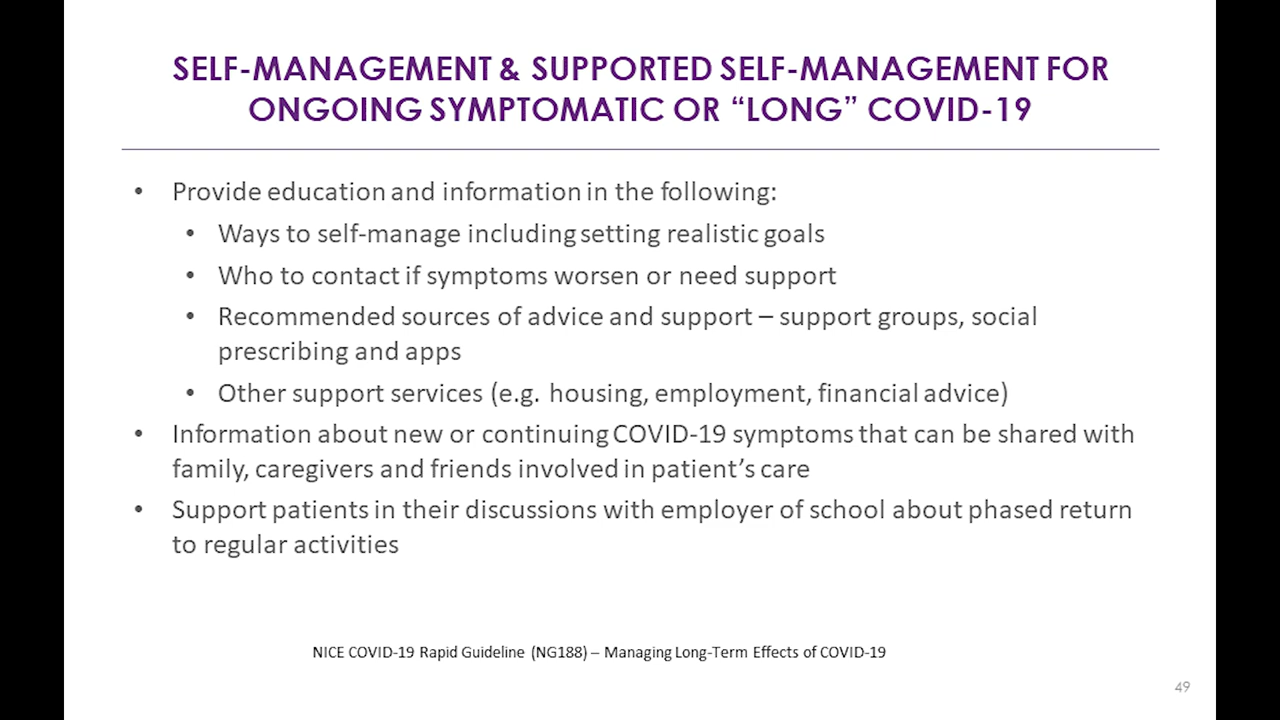 SELF-MANAGEMENT & SUPPORTED SELF-MANAGEMENT FOR
ONGOING SYMPTOMATIC OR “LONG” COVID-19
• Provide education and information in the following:
• Ways to self-manage including setting realistic goals
• Who to contact if symptoms worsen or need support
• Recommended sources of advice and support – support groups, social
prescribing and apps
• Other support services (e.g. housing, employment, financial advice)
• Information about new or continuing COVID-19 symptoms that can be shared with
family, caregivers and friends involved in patient’s care
• Support patients in their discussions with employer of school about phased return
to regular activities
NICE COVID-19 Rapid Guideline (NG188) – Managing Long-Term Effects of COVID-19
49